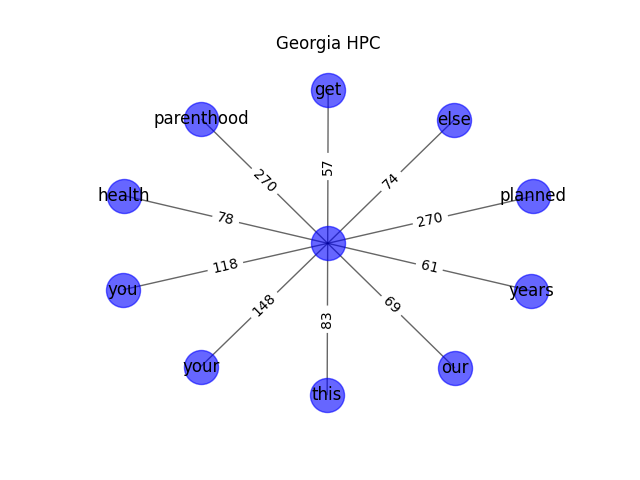 Georgia HPC
get
parenthood
else
57
270
74
health
planned
78
270
118
61
you
years
148
69
83
your
our
this